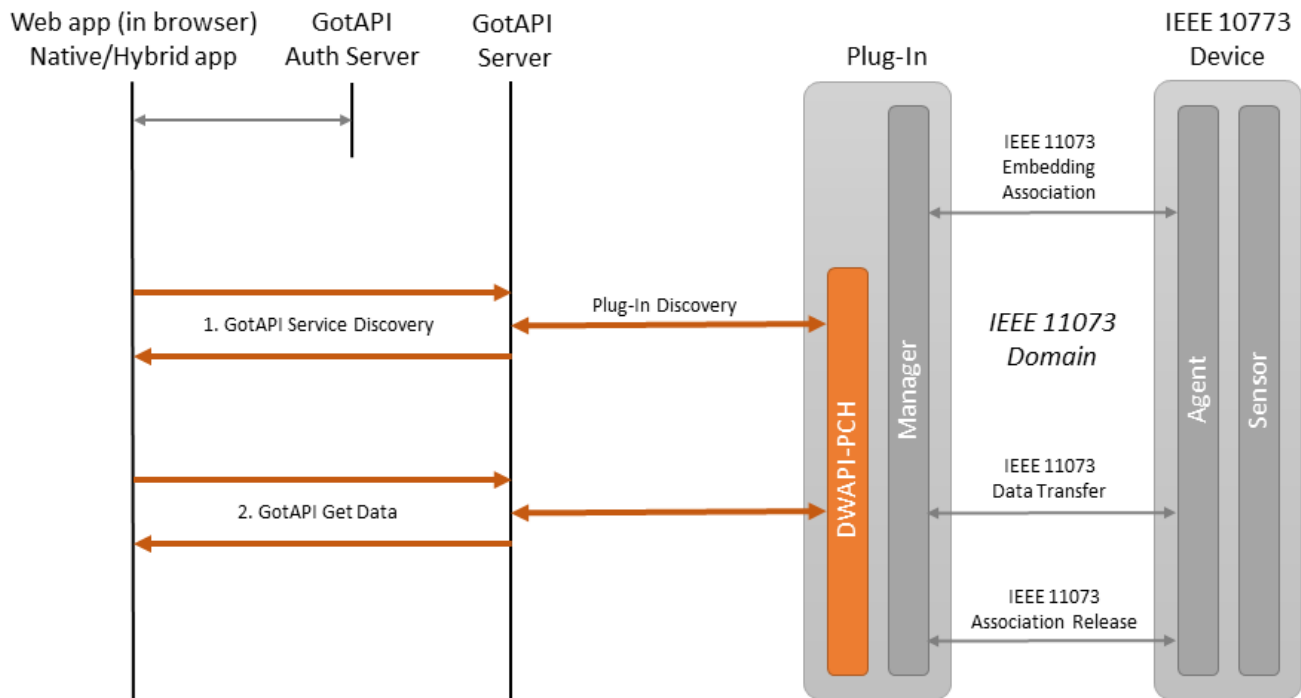 Web app (in browser)
Native/Hybrid app
GotAPI
Auth Server
GotAPI
Server
Plug-In
IEEE 10773
Device
IEEE 11073
Embedding
Association
1. GotAPI Service Discovery
Plug-In Discovery
IEEE 11073
Domain
DWAPI-PCH
Manager
Agent
Sensor
2. GotAPI Get Data
IEEE 11073
Data Transfer
IEEE 11073
Association Release